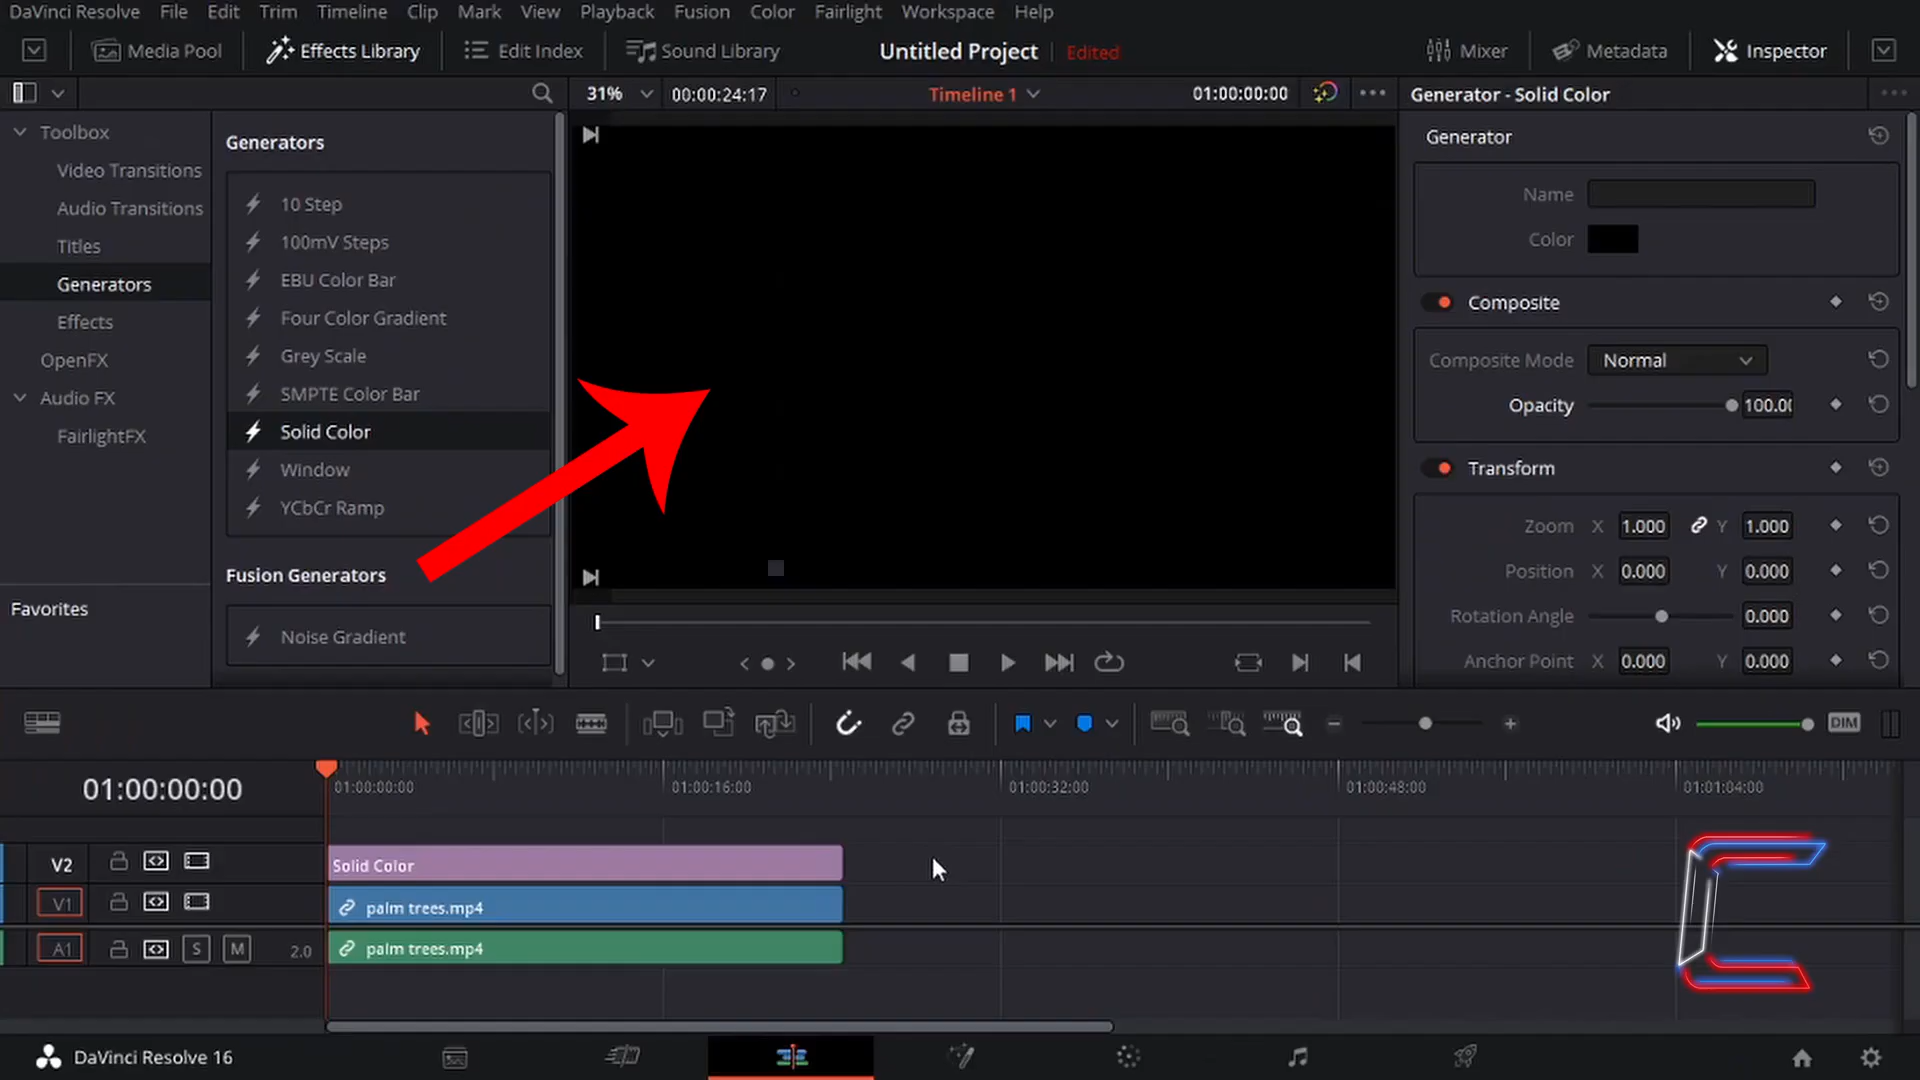 DaVinci Resolve File Edit Trim Timeline Clip Mark View Playback Fusion Color Fairlight Workspace Help
Media Pool Effects Library Edit Index Sound Library Untitled Project Edited Mixer Metadata Inspector
31% 00:00:24:17 Timeline 1 01:00:00:00 Generator - Solid Color
Toolbox
Video Transitions
Audio Transitions
Titles
Generators
Effects
OpenFX
Audio FX
FairlightFX
Favorites
Generators
10 Step
100mV Steps
EBU Color Bar
Four Color Gradient
Grey Scale
SMPTE Color Bar
Solid Color
Window
YCbCr Ramp
Fusion Generators
Noise Gradient
Generator
Name
Color
Composite
Composite Mode Normal
Opacity 100.00
Transform
Zoom X 1.000 Y 1.000
Position X 0.000 Y 0.000
Rotation Angle 0.000
Anchor Point X 0.000 Y 0.000
DIM
01:00:00:00 01:00:00:00 01:00:16:00 01:00:32:00 01:00:48:00 01:01:04:00
V2 Solid Color
V1 palm trees.mp4
A1 S M 2.0 palm trees.mp4
DaVinci Resolve 16